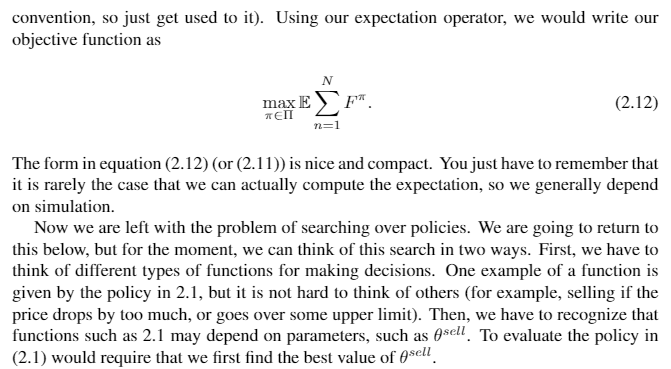 convention, so just get used to it). Using our expectation operator, we would write our
objective function as
max_{π∈Π} 𝔼 ∑_{n=1}^{N} F^π. (2.12)
The form in equation (2.12) (or (2.11)) is nice and compact. You just have to remember that
it is rarely the case that we can actually compute the expectation, so we generally depend
on simulation.
Now we are left with the problem of searching over policies. We are going to return to
this below, but for the moment, we can think of this search in two ways. First, we have to
think of different types of functions for making decisions. One example of a function is
given by the policy in 2.1, but it is not hard to think of others (for example, selling if the
price drops by too much, or goes over some upper limit). Then, we have to recognize that
functions such as 2.1 may depend on parameters, such as θ^{sell}. To evaluate the policy in
(2.1) would require that we first find the best value of θ^{sell}.